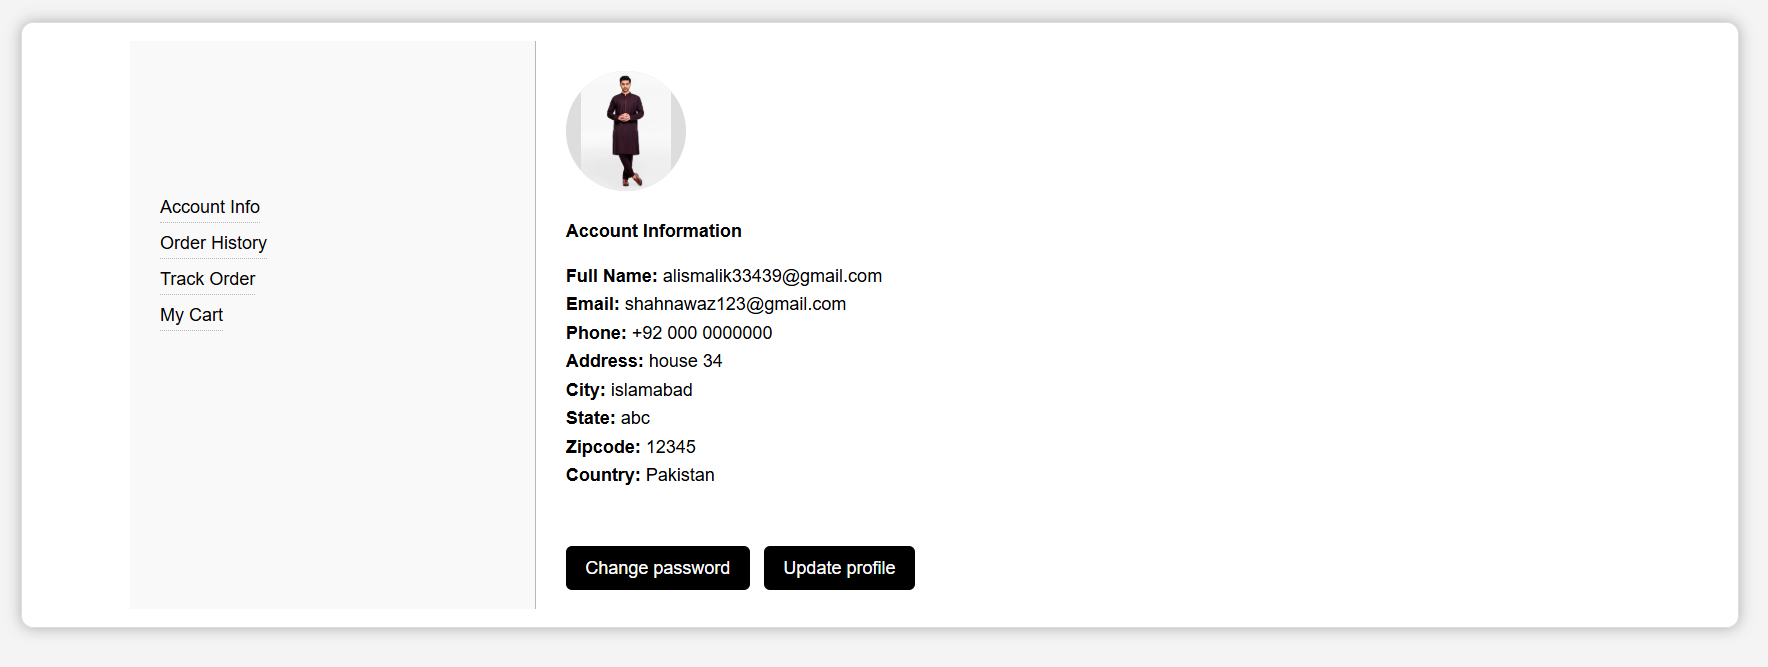 Account Info
Order History
Track Order
My Cart
Account Information
Full Name: alismalik33439@gmail.com
Email: shahnawaz123@gmail.com
Phone: +92 000 0000000
Address: house 34
City: islamabad
State: abc
Zipcode: 12345
Country: Pakistan
Change password
Update profile